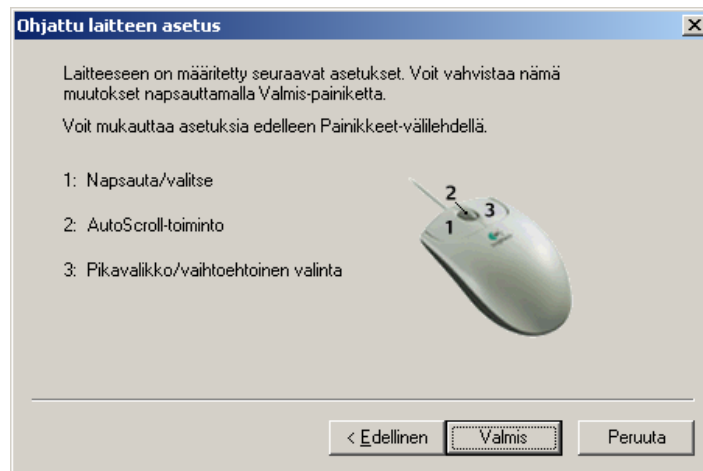 Ohjattu laitteen asetus
Laitteeseen on määritetty seuraavat asetukset. Voit vahvistaa nämä
muutokset napsauttamalla Valmis-painiketta.
Voit mukauttaa asetuksia edelleen Painikkeet-välilehdellä.
1: Napsauta/valitse
2: AutoScroll-toiminto
3: Pikavalikko/vaihtoehtoinen valinta
2
1 3
< Edellinen Valmis Peruuta